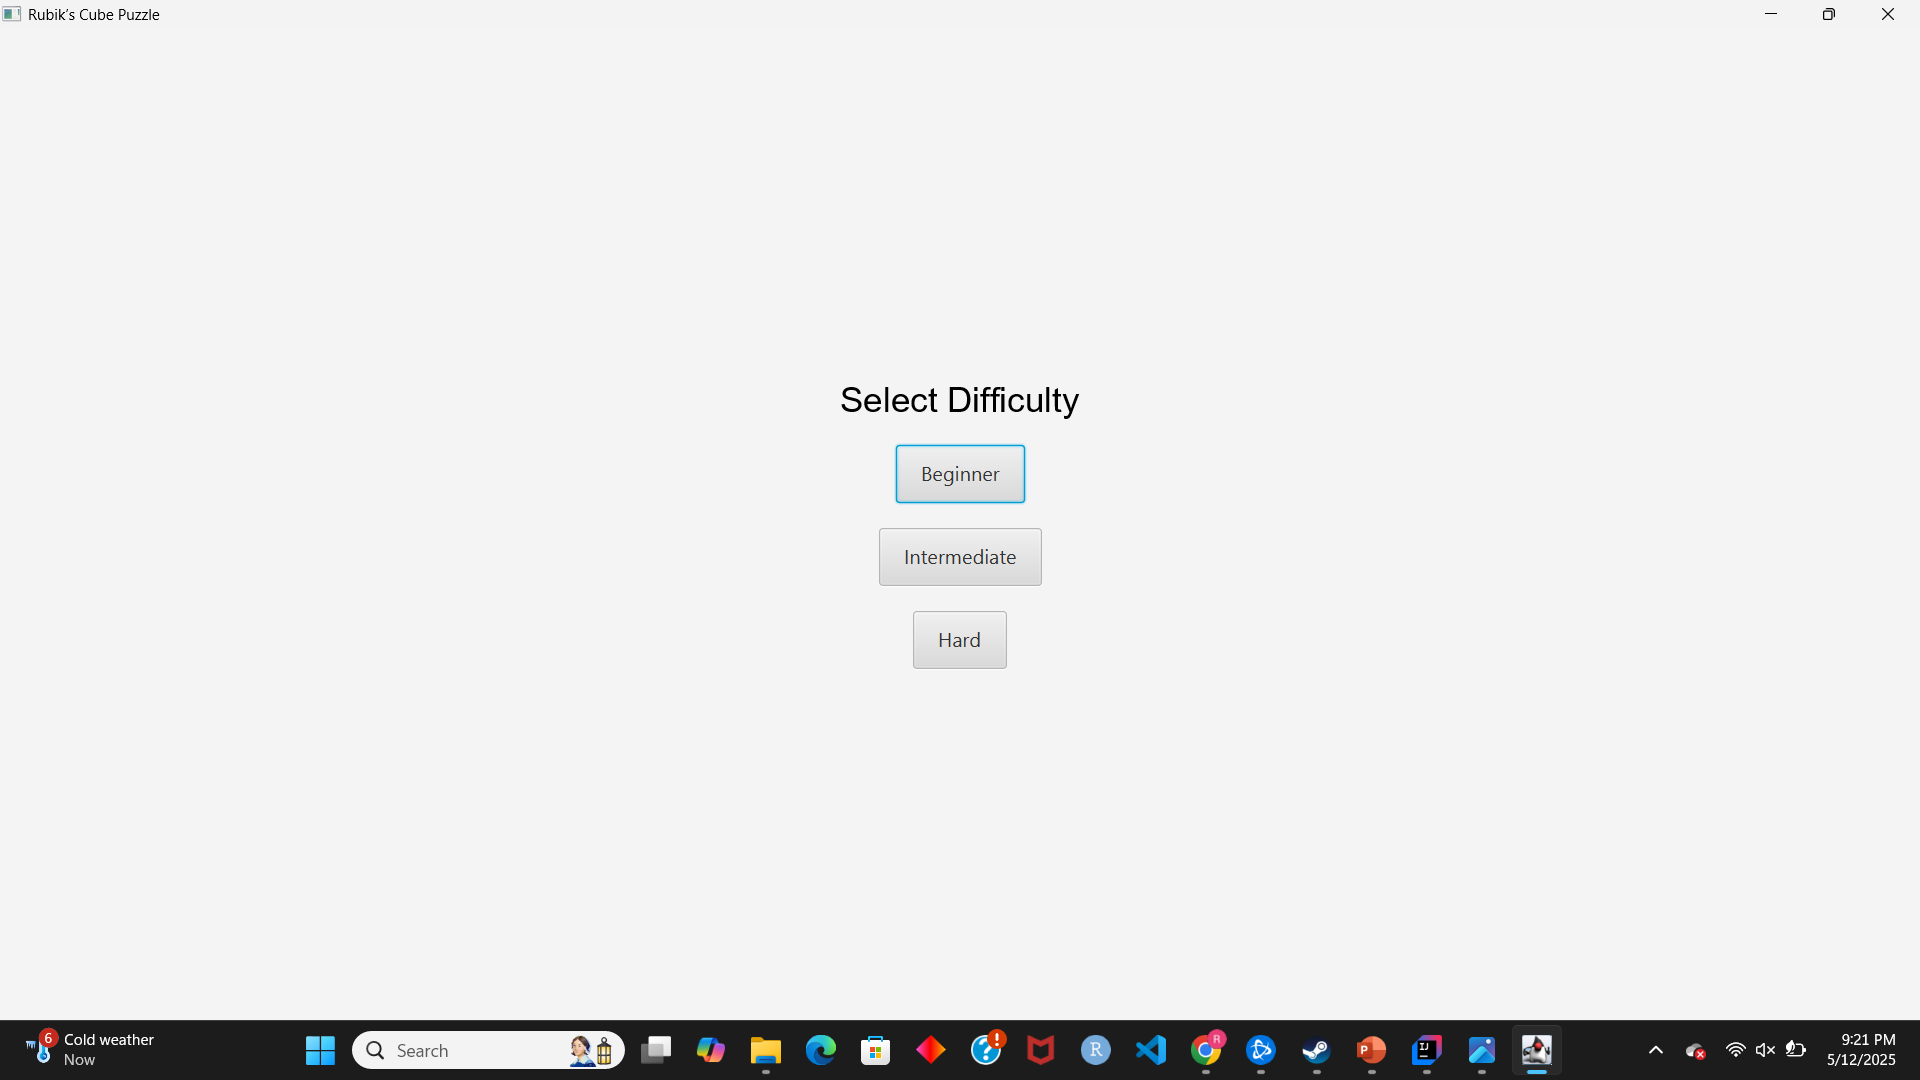 Rubik's Cube Puzzle
Select Difficulty
Beginner
Intermediate
Hard
6
Cold weather
Now
Search
R
R
P
IJ
9:21 PM
5/12/2025